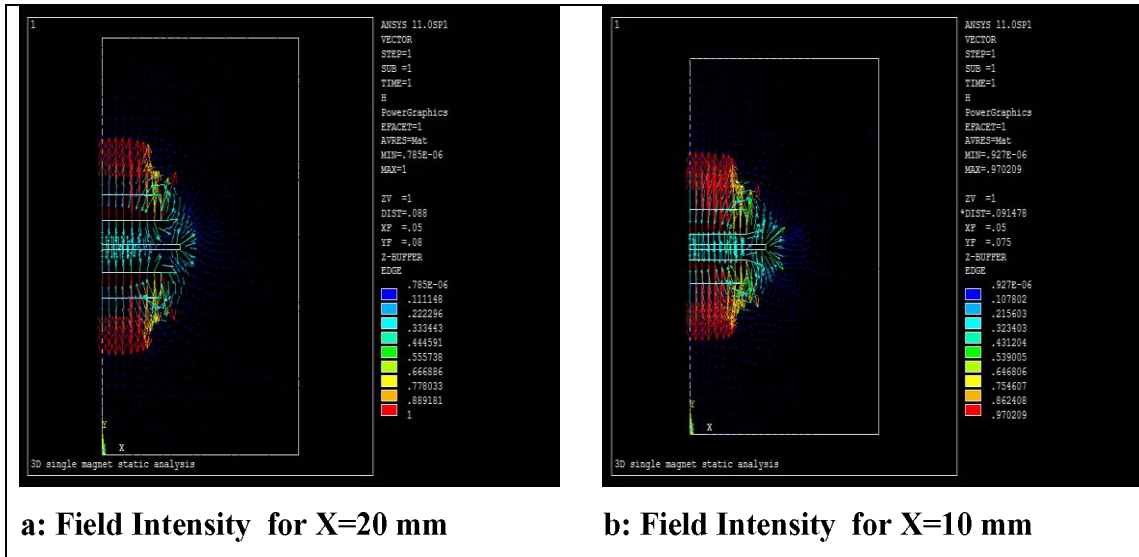 1
ANSYS 11.0SP1
VECTOR
STEP=1
SUB =1
TIME=1
H
PowerGraphics
EFACET=1
AVRES=Mat
MIN=.785E-06
MAX=1
ZV =1
DIST=.088
XF =.05
YF =.08
Z-BUFFER
EDGE
.785E-06
.111148
.222296
.333443
.444591
.555738
.666886
.778033
.889181
1
Y
X
3D single magnet static analysis
a: Field Intensity for X=20 mm
1
ANSYS 11.0SP1
VECTOR
STEP=1
SUB =1
TIME=1
H
PowerGraphics
EFACET=1
AVRES=Mat
MIN=.927E-06
MAX=.970209
ZV =1
*DIST=.091478
XF =.05
YF =.075
Z-BUFFER
EDGE
.927E-06
.107802
.215603
.323403
.431204
.539005
.646806
.754607
.862408
.970209
Y
X
3D single magnet static analysis
b: Field Intensity for X=10 mm